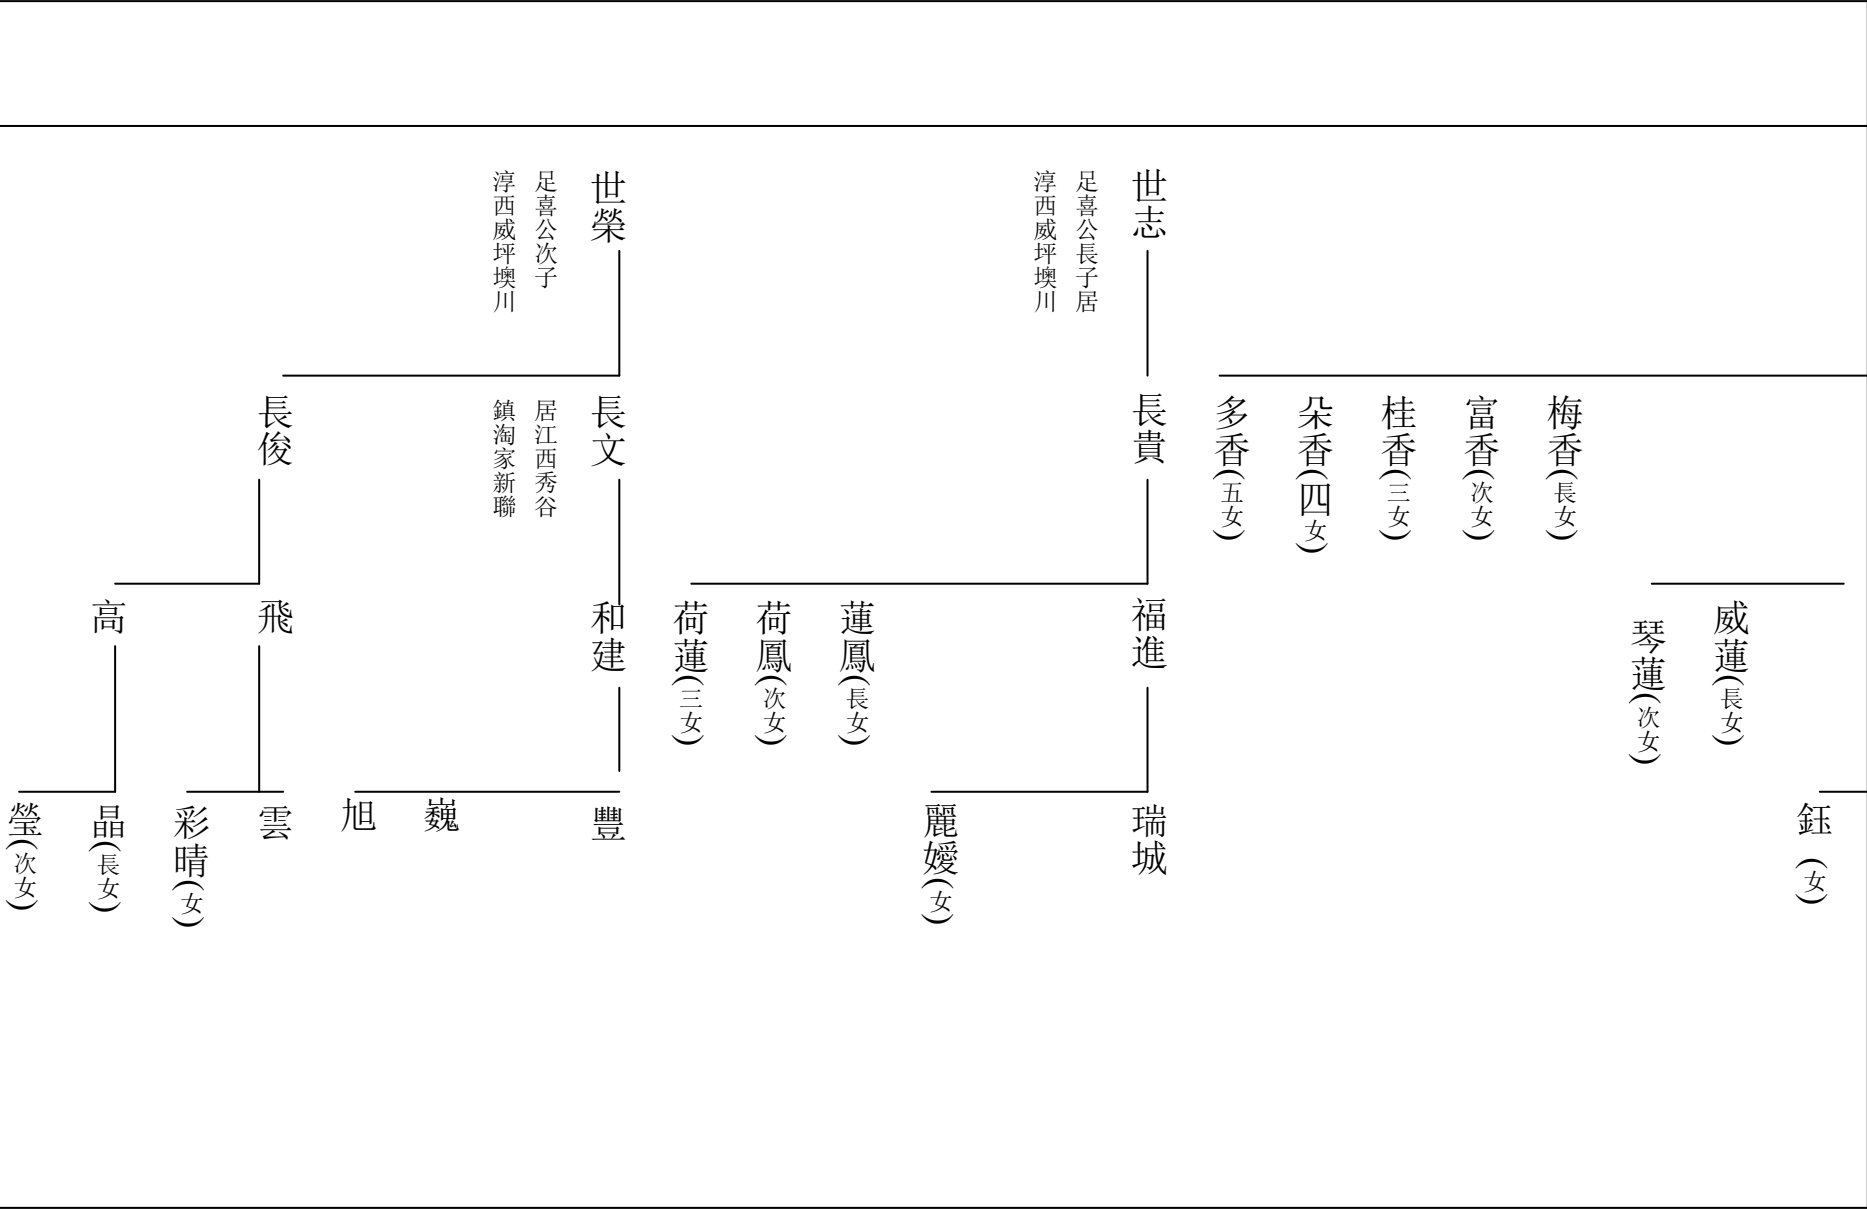 世志
足喜公長子居
淳西威坪墺川
世榮
足喜公次子
淳西威坪墺川
梅香(長女)
富香(次女)
桂香(三女)
朵香(四女)
多香(五女)
長貴
長文
居江西秀谷
鎮淘家新聯
長俊
威蓮(長女)
琴蓮(次女)
福進
蓮鳳(長女)
荷鳳(次女)
荷蓮(三女)
和建
飛
高
鈺(女)
瑞城
麗嬡(女)
豐
巍
旭
雲
彩晴(女)
晶(長女)
瑩(次女)